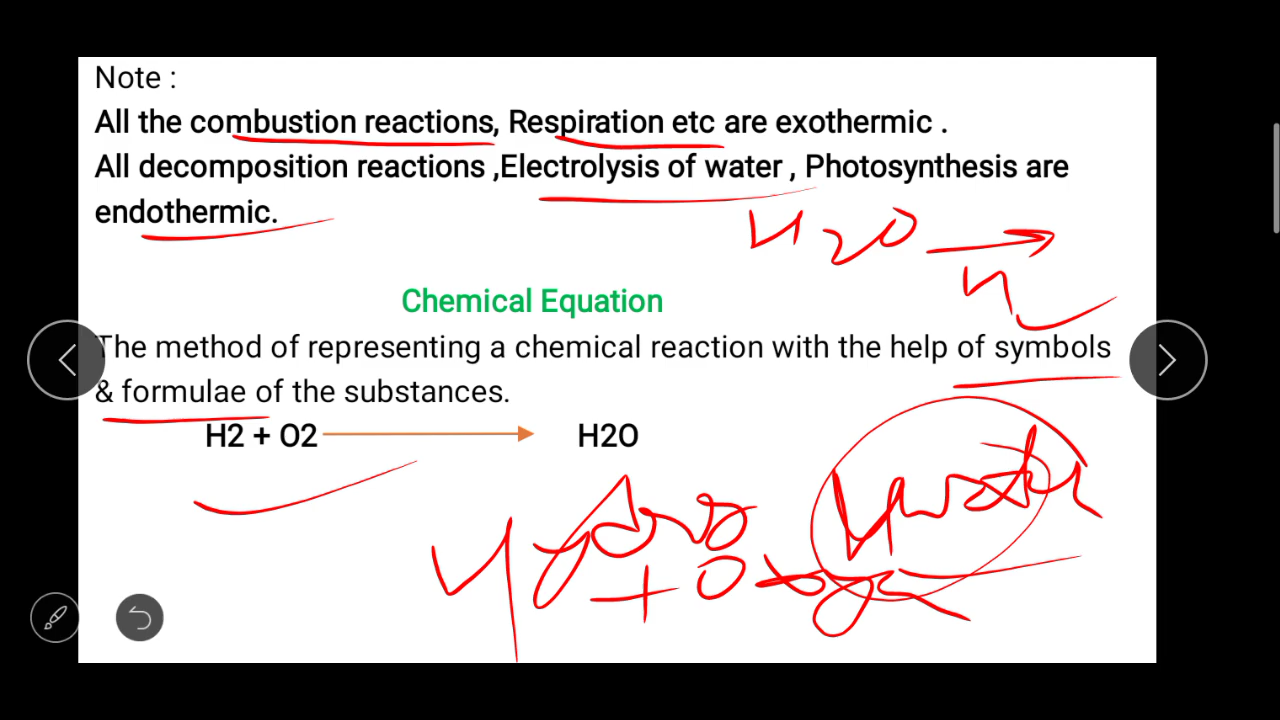 Note :
All the combustion reactions, Respiration etc are exothermic .
All decomposition reactions ,Electrolysis of water , Photosynthesis are
endothermic.
H2O →
Chemical Equation
The method of representing a chemical reaction with the help of symbols
& formulae of the substances.
H2 + O2 → H2O
water
+